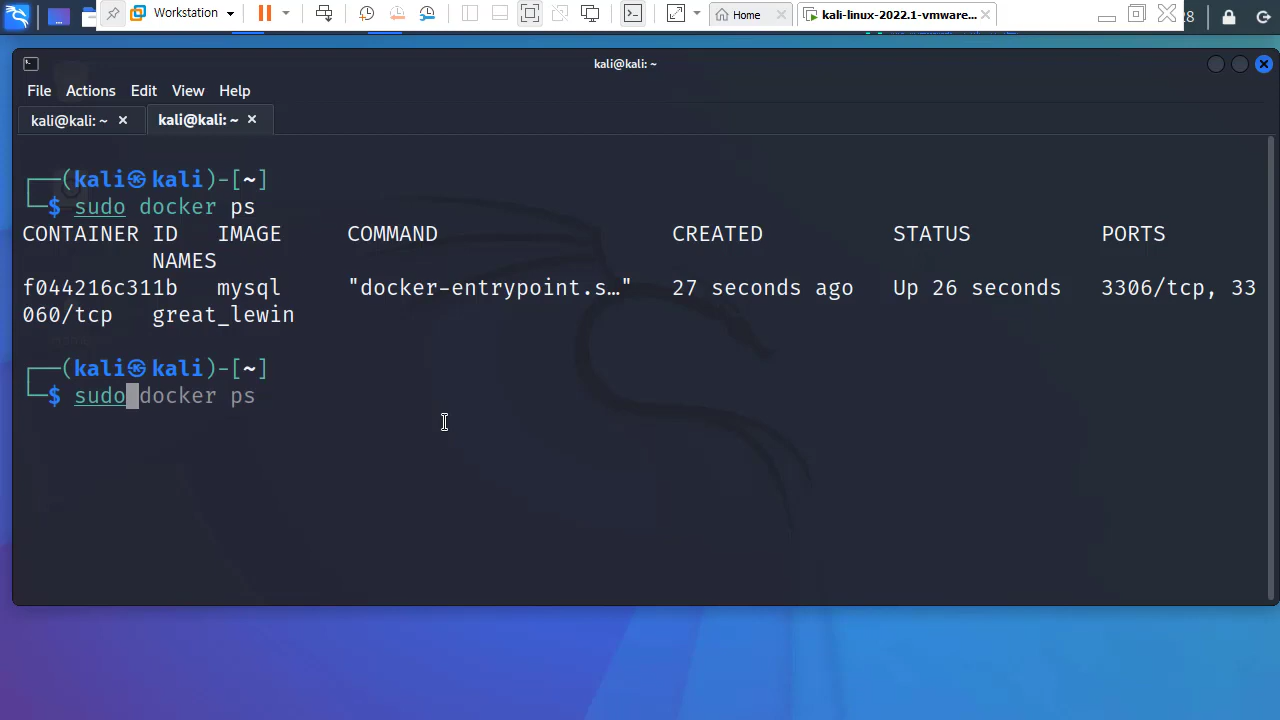 Workstation
Home
kali-linux-2022.1-vmware...
28
kali@kali: ~
File Actions Edit View Help
kali@kali: ~
kali@kali: ~
┌──(kali㉿kali)-[~]
└─$ sudo docker ps
CONTAINER ID IMAGE COMMAND CREATED STATUS PORTS
NAMES
f044216c311b mysql "docker-entrypoint.s…" 27 seconds ago Up 26 seconds 3306/tcp, 33
060/tcp great_lewin
┌──(kali㉿kali)-[~]
└─$ sudo docker ps